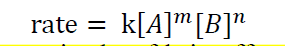 rate = k[A]ᵐ[B]ⁿ